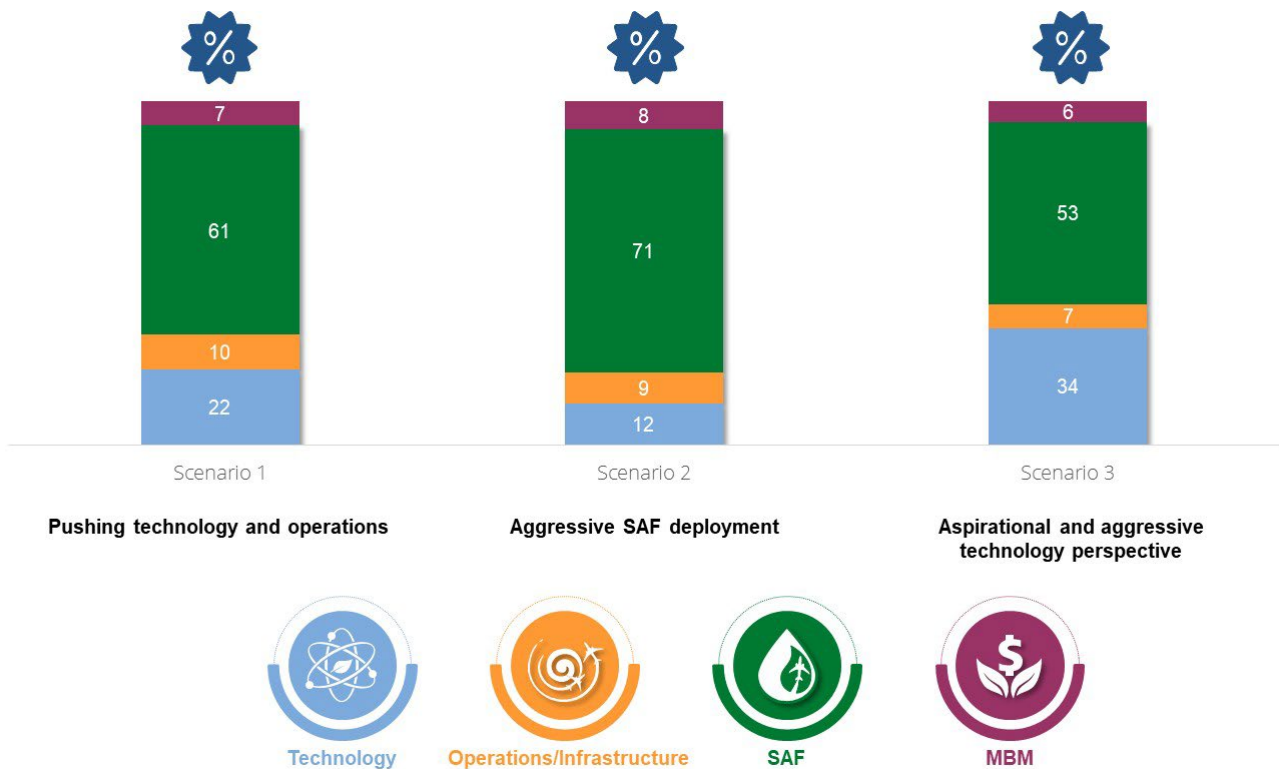 % % %
7 8 6
61 71 53
10 9 7
22 12 34
Scenario 1 Scenario 2 Scenario 3
Pushing technology and operations Aggressive SAF deployment Aspirational and aggressive
technology perspective
$
Technology Operations/Infrastructure SAF MBM